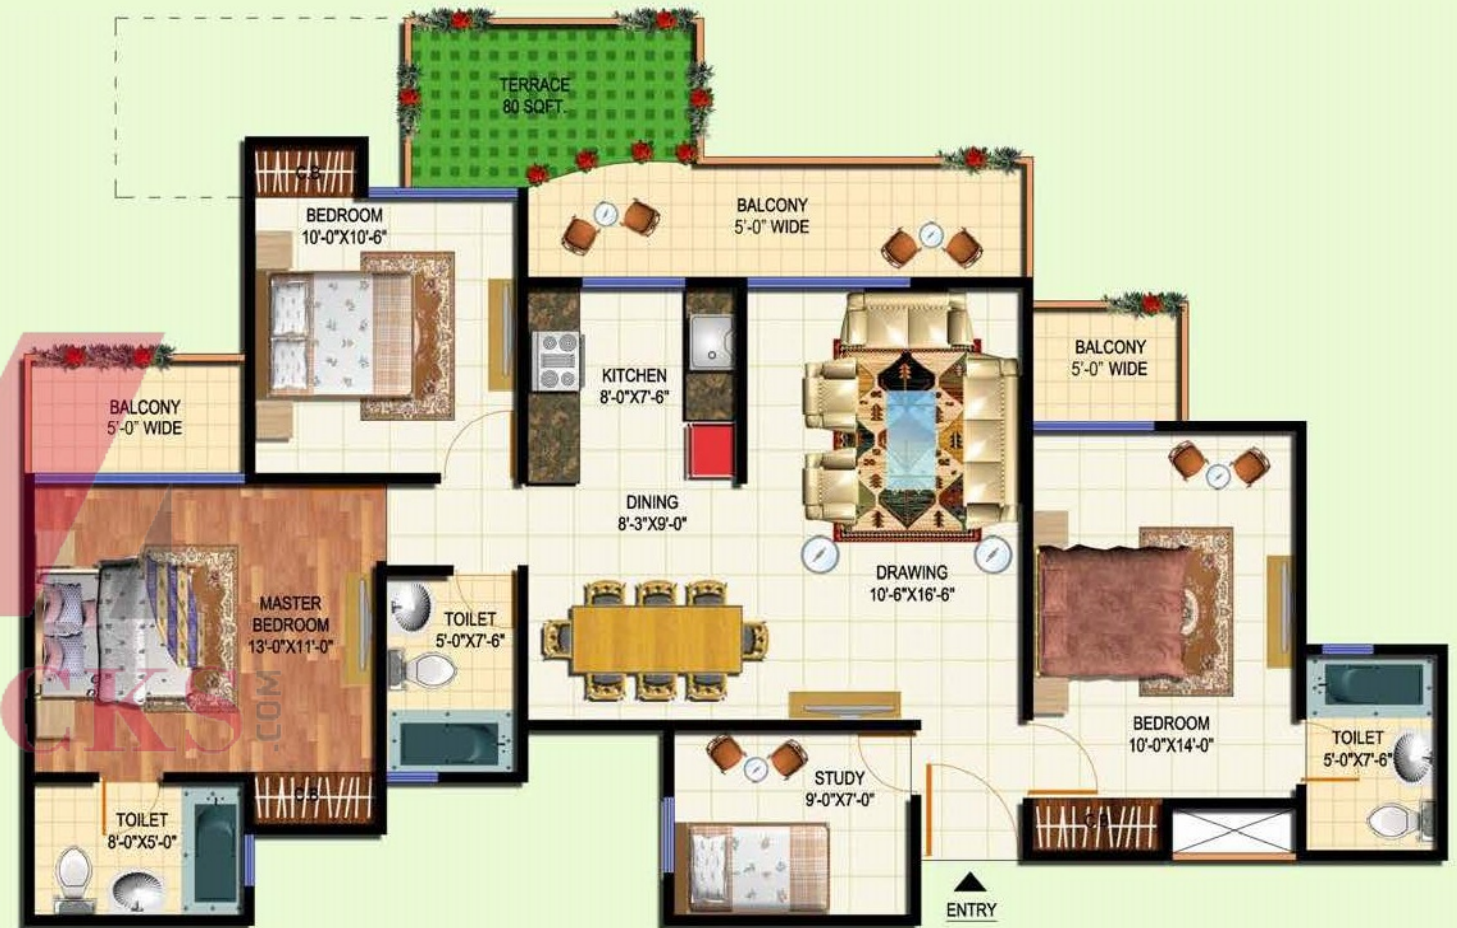 TERRACE
80 SQFT.
C.B
BEDROOM
10'-0"X10'-6"
BALCONY
5'-0" WIDE
BALCONY
5'-0" WIDE
BALCONY
5'-0" WIDE
KITCHEN
8'-0"X7'-6"
DINING
8'-3"X9'-0"
DRAWING
10'-6"X16'-6"
MASTER
BEDROOM
13'-0"X11'-0"
TOILET
5'-0"X7'-6"
BEDROOM
10'-0"X14'-0"
TOILET
5'-0"X7'-6"
STUDY
9'-0"X7'-0"
C.B
C.B
TOILET
8'-0"X5'-0"
ENTRY
CKS
.COM